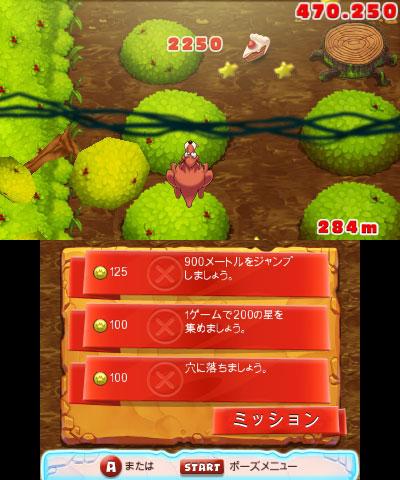 470.250
2250
284m
125
900メートルをジャンプ
しましょう。
100
1ゲームで200の星を
集めましょう。
100
穴に落ちましょう。
ミッション
A または START ポーズメニュー